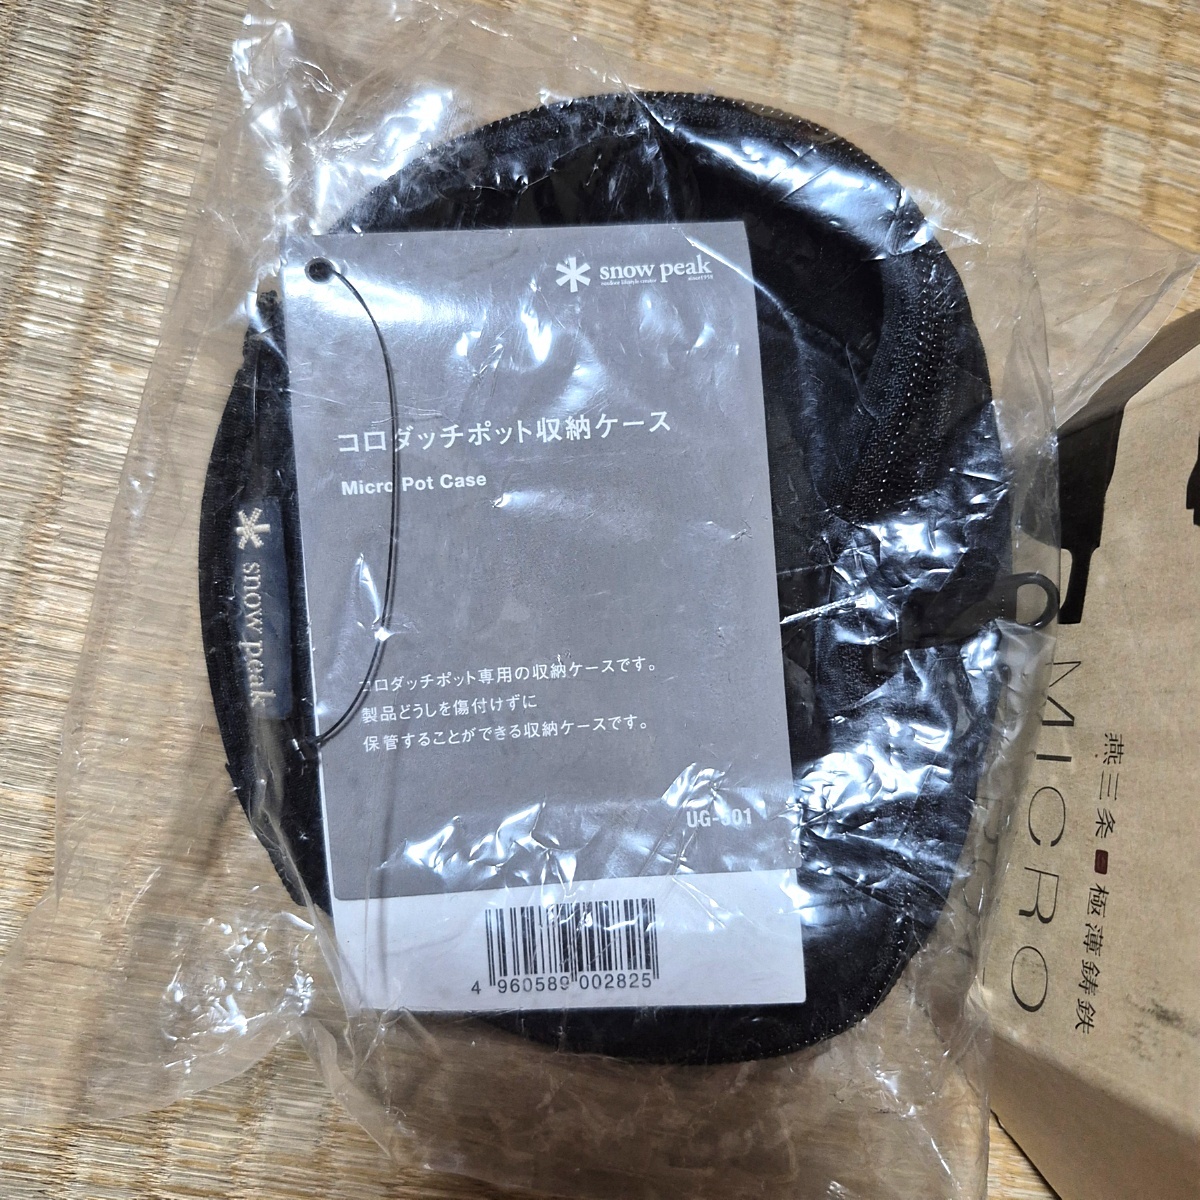 snow peak
コロダッチポット収納ケース
Micro Pot Case
コロダッチポット専用の収納ケースです。
製品どうしを傷付けずに
保管することができる収納ケースです。
4 960589 002825
snow peak
MICRO
燕三条 極薄鋳鉄